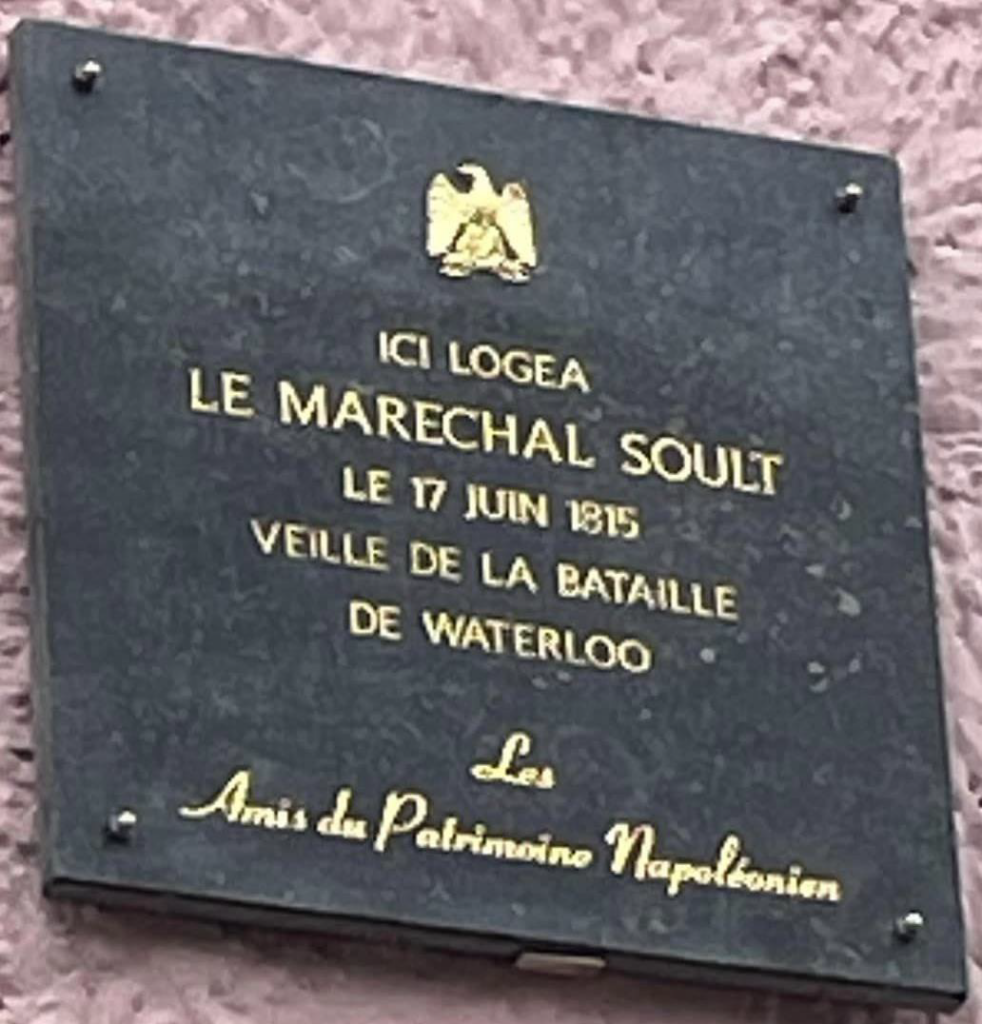 ICI LOGEA
LE MARECHAL SOULT
LE 17 JUIN 1815
VEILLE DE LA BATAILLE
DE WATERLOO
Les
Amis du Patrimoine Napoléonien